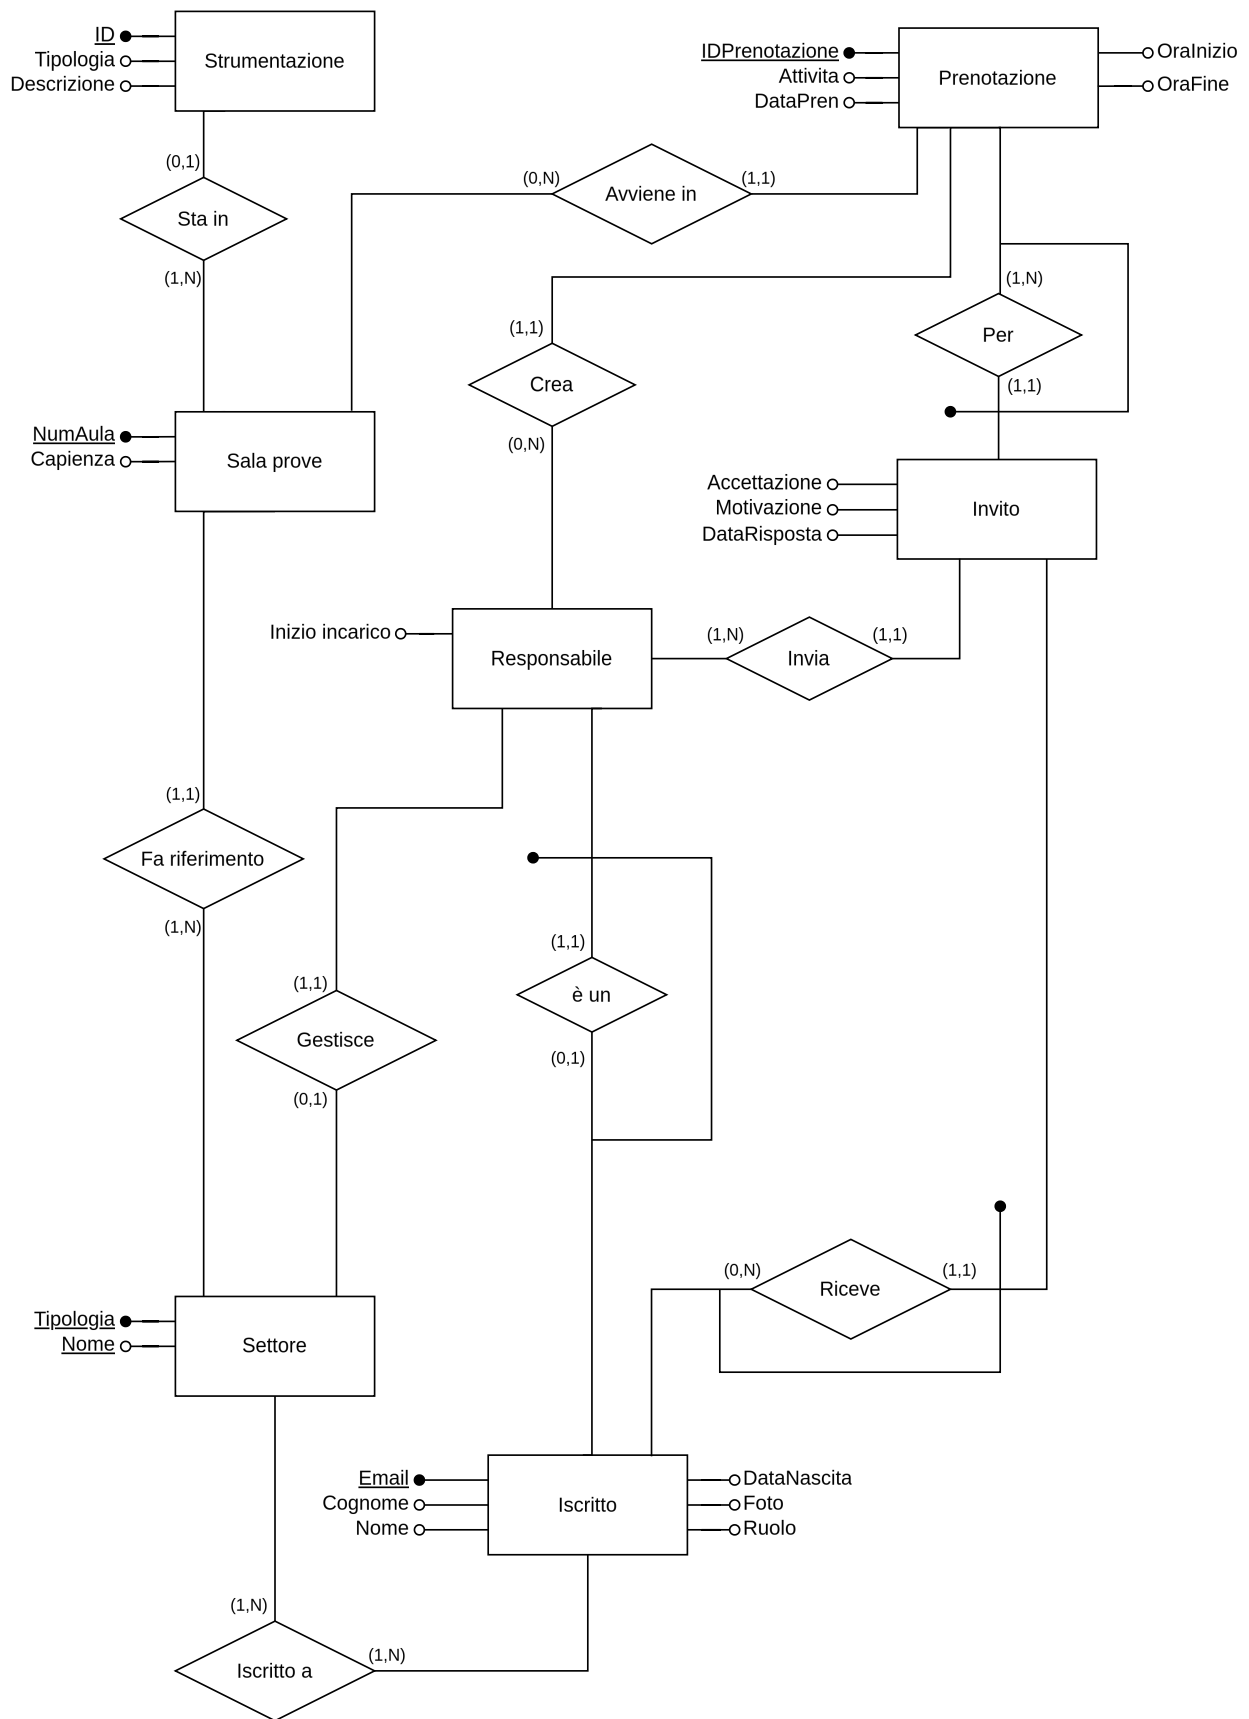 ID
Tipologia
Descrizione
Strumentazione
IDPrenotazione
Attivita
DataPren
Prenotazione
OraInizio
OraFine
(0,1)
Sta in
(1,N)
(0,N)
Avviene in
(1,1)
(1,N)
Per
(1,1)
(1,1)
Crea
(0,N)
NumAula
Capienza
Sala prove
Accettazione
Motivazione
DataRisposta
Invito
Inizio incarico
Responsabile
(1,N)
Invia
(1,1)
(1,1)
Fa riferimento
(1,N)
(1,1)
Gestisce
(0,1)
(1,1)
è un
(0,1)
(0,N)
Riceve
(1,1)
Tipologia
Nome
Settore
Email
Cognome
Nome
Iscritto
DataNascita
Foto
Ruolo
(1,N)
Iscritto a
(1,N)